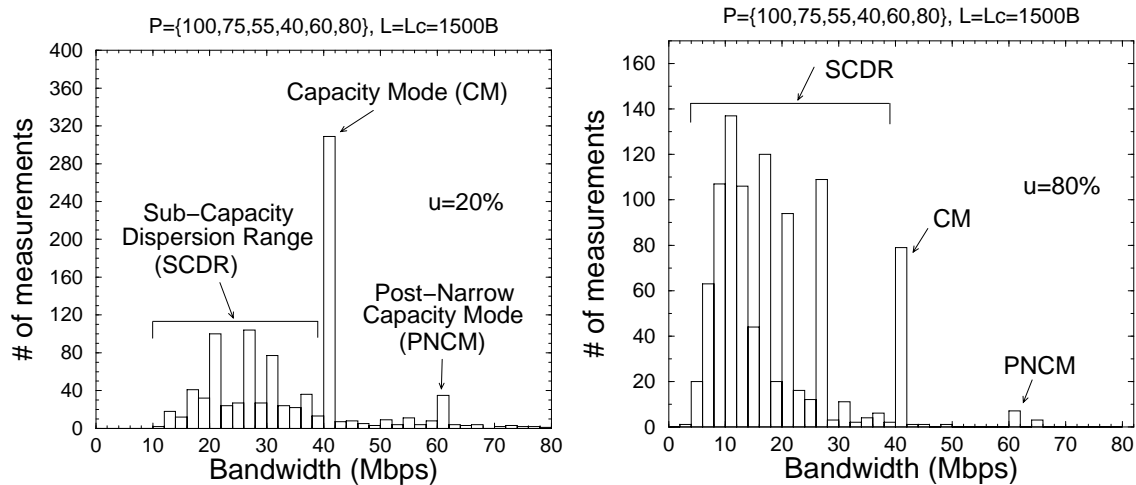 P={100,75,55,40,60,80}, L=Lc=1500B
400
360
320
280
240
200
160
120
80
40
0
# of measurements
Capacity Mode (CM)
u=20%
Sub−Capacity
Dispersion Range
(SCDR)
Post−Narrow
Capacity Mode
(PNCM)
0 10 20 30 40 50 60 70 80
Bandwidth (Mbps)
P={100,75,55,40,60,80}, L=Lc=1500B
160
140
120
100
80
60
40
20
0
# of measurements
SCDR
u=80%
CM
PNCM
0 10 20 30 40 50 60 70 80
Bandwidth (Mbps)